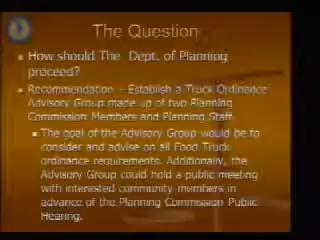 The Question
How should The Dept. of Planning
proceed?
Recommendation - Establish a Truck Ordinance
Advisory Group made up of two Planning
Commission Members and Planning Staff
The goal of the Advisory Group would be to
consider and advise on all Food Truck
ordinance requirements. Additionally, the
Advisory Group could hold a public meeting
with interested community members in
advance of the Planning Commission Public
Hearing.